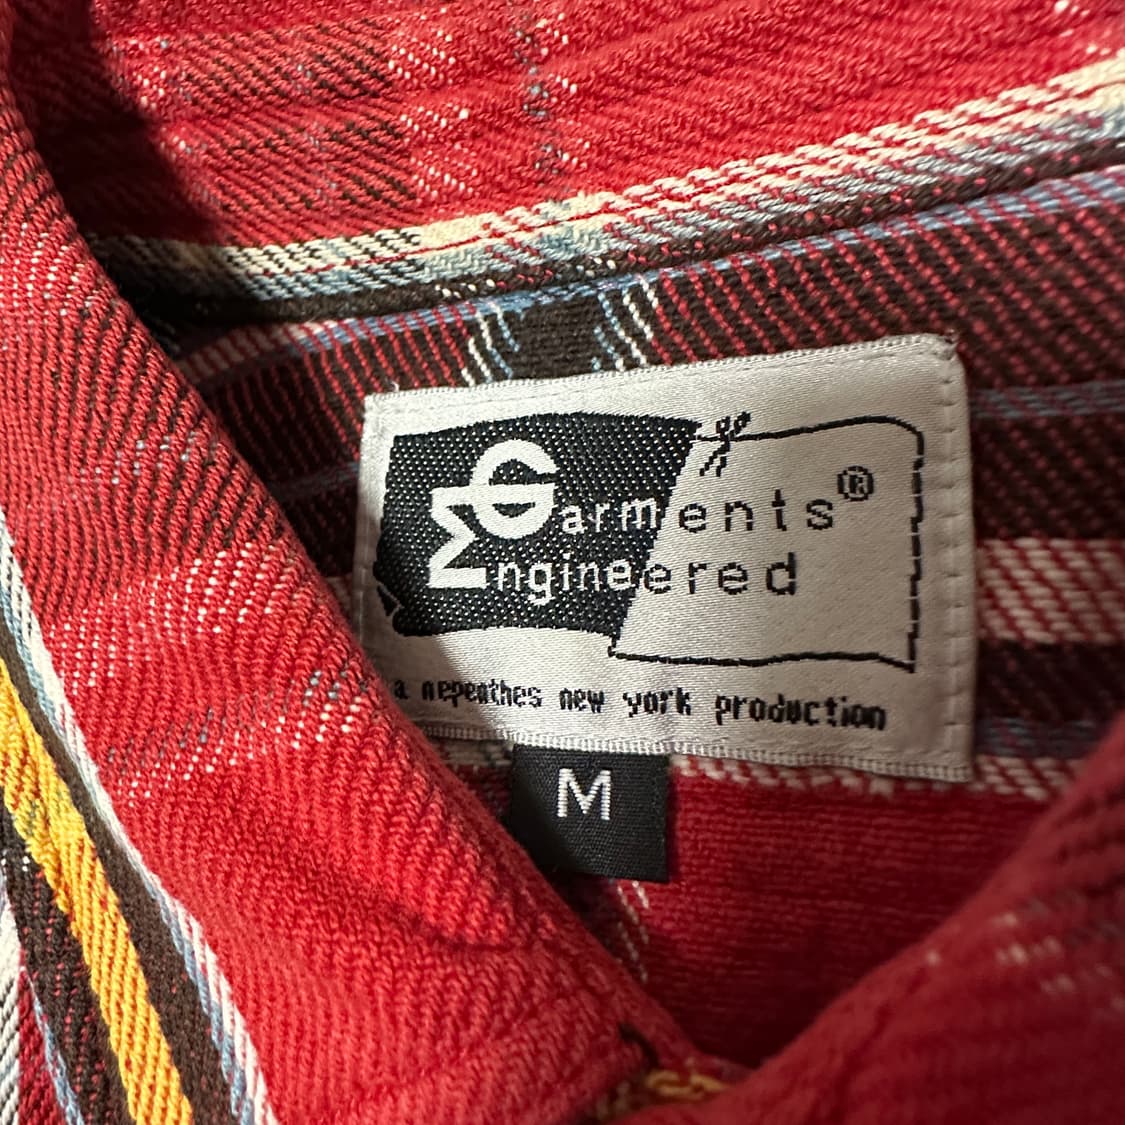 Garments®
Engineered
a nepenthes new york production
M